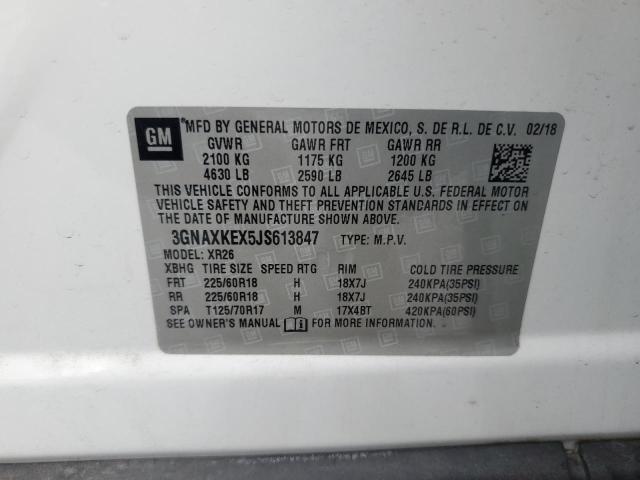 GM
MFD BY GENERAL MOTORS DE MEXICO, S. DE R.L. DE C.V. 02/18
GVWR GAWR FRT GAWR RR
2100 KG 1175 KG 1200 KG
4630 LB 2590 LB 2645 LB
THIS VEHICLE CONFORMS TO ALL APPLICABLE U.S. FEDERAL MOTOR
VEHICLE SAFETY AND THEFT PREVENTION STANDARDS IN EFFECT ON
THE DATE OF MANUFACTURE SHOWN ABOVE.
3GNAXKEX5JS613847 TYPE: M.P.V.
MODEL: XR26
XBHG TIRE SIZE SPEED RTG RIM COLD TIRE PRESSURE
FRT 225/60R18 H 18X7J 240KPA(35PSI)
RR 225/60R18 H 18X7J 240KPA(35PSI)
SPA T125/70R17 M 17X4BT 420KPA(60PSI)
SEE OWNER'S MANUAL FOR MORE INFORMATION